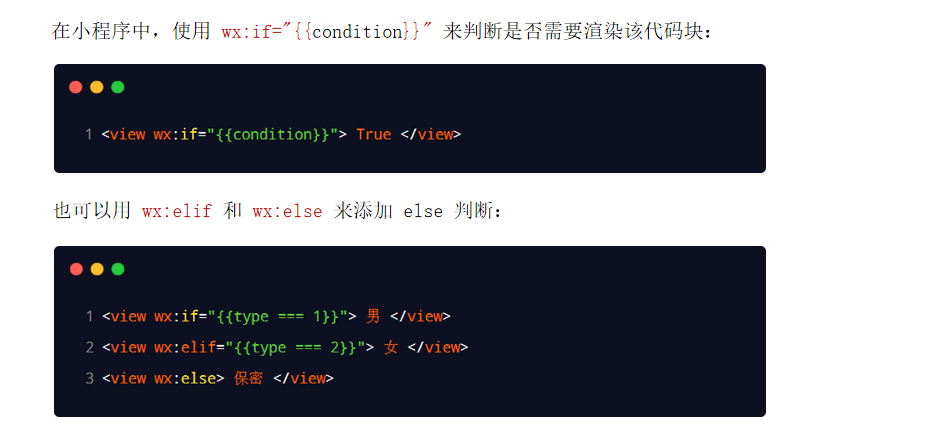 在小程序中，使用 wx:if="{{condition}}" 来判断是否需要渲染该代码块：
1 <view wx:if="{{condition}}"> True </view>
也可以用 wx:elif 和 wx:else 来添加 else 判断：
1 <view wx:if="{{type === 1}}"> 男 </view>
2 <view wx:elif="{{type === 2}}"> 女 </view>
3 <view wx:else> 保密 </view>